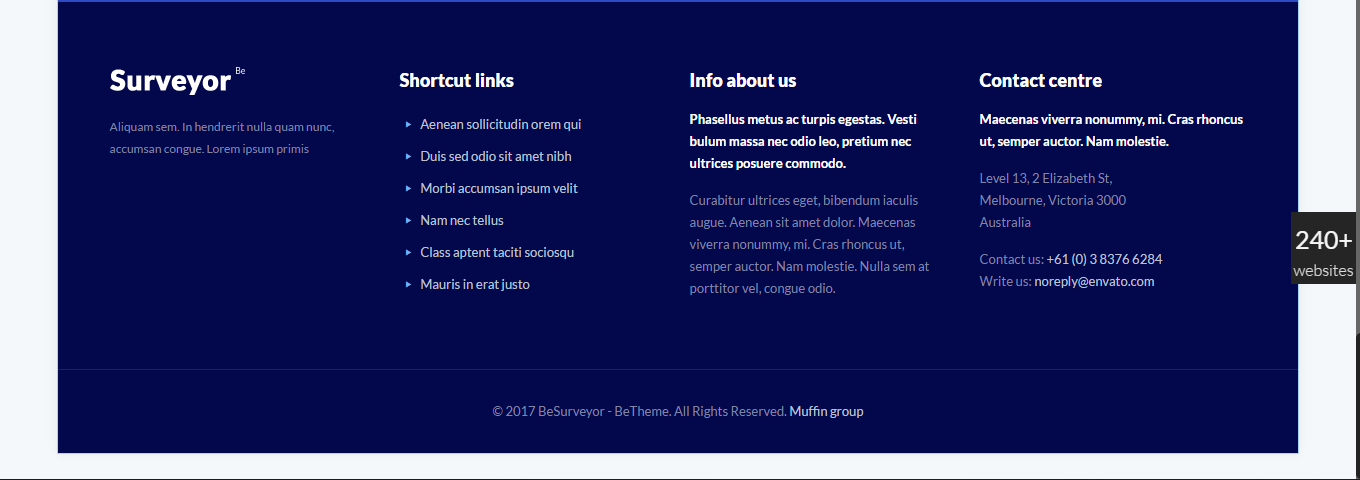 Surveyor Be
Aliquam sem. In hendrerit nulla quam nunc,
accumsan congue. Lorem ipsum primis
Shortcut links
Aenean sollicitudin orem qui
Duis sed odio sit amet nibh
Morbi accumsan ipsum velit
Nam nec tellus
Class aptent taciti sociosqu
Mauris in erat justo
Info about us
Phasellus metus ac turpis egestas. Vesti
bulum massa nec odio leo, pretium nec
ultrices posuere commodo.
Curabitur ultrices eget, bibendum iaculis
augue. Aenean sit amet dolor. Maecenas
viverra nonummy, mi. Cras rhoncus ut,
semper auctor. Nam molestie. Nulla sem at
porttitor vel, congue odio.
Contact centre
Maecenas viverra nonummy, mi. Cras rhoncus
ut, semper auctor. Nam molestie.
Level 13, 2 Elizabeth St,
Melbourne, Victoria 3000
Australia
Contact us: +61 (0) 3 8376 6284
Write us: noreply@envato.com
240+
websites
© 2017 BeSurveyor - BeTheme. All Rights Reserved. Muffin group